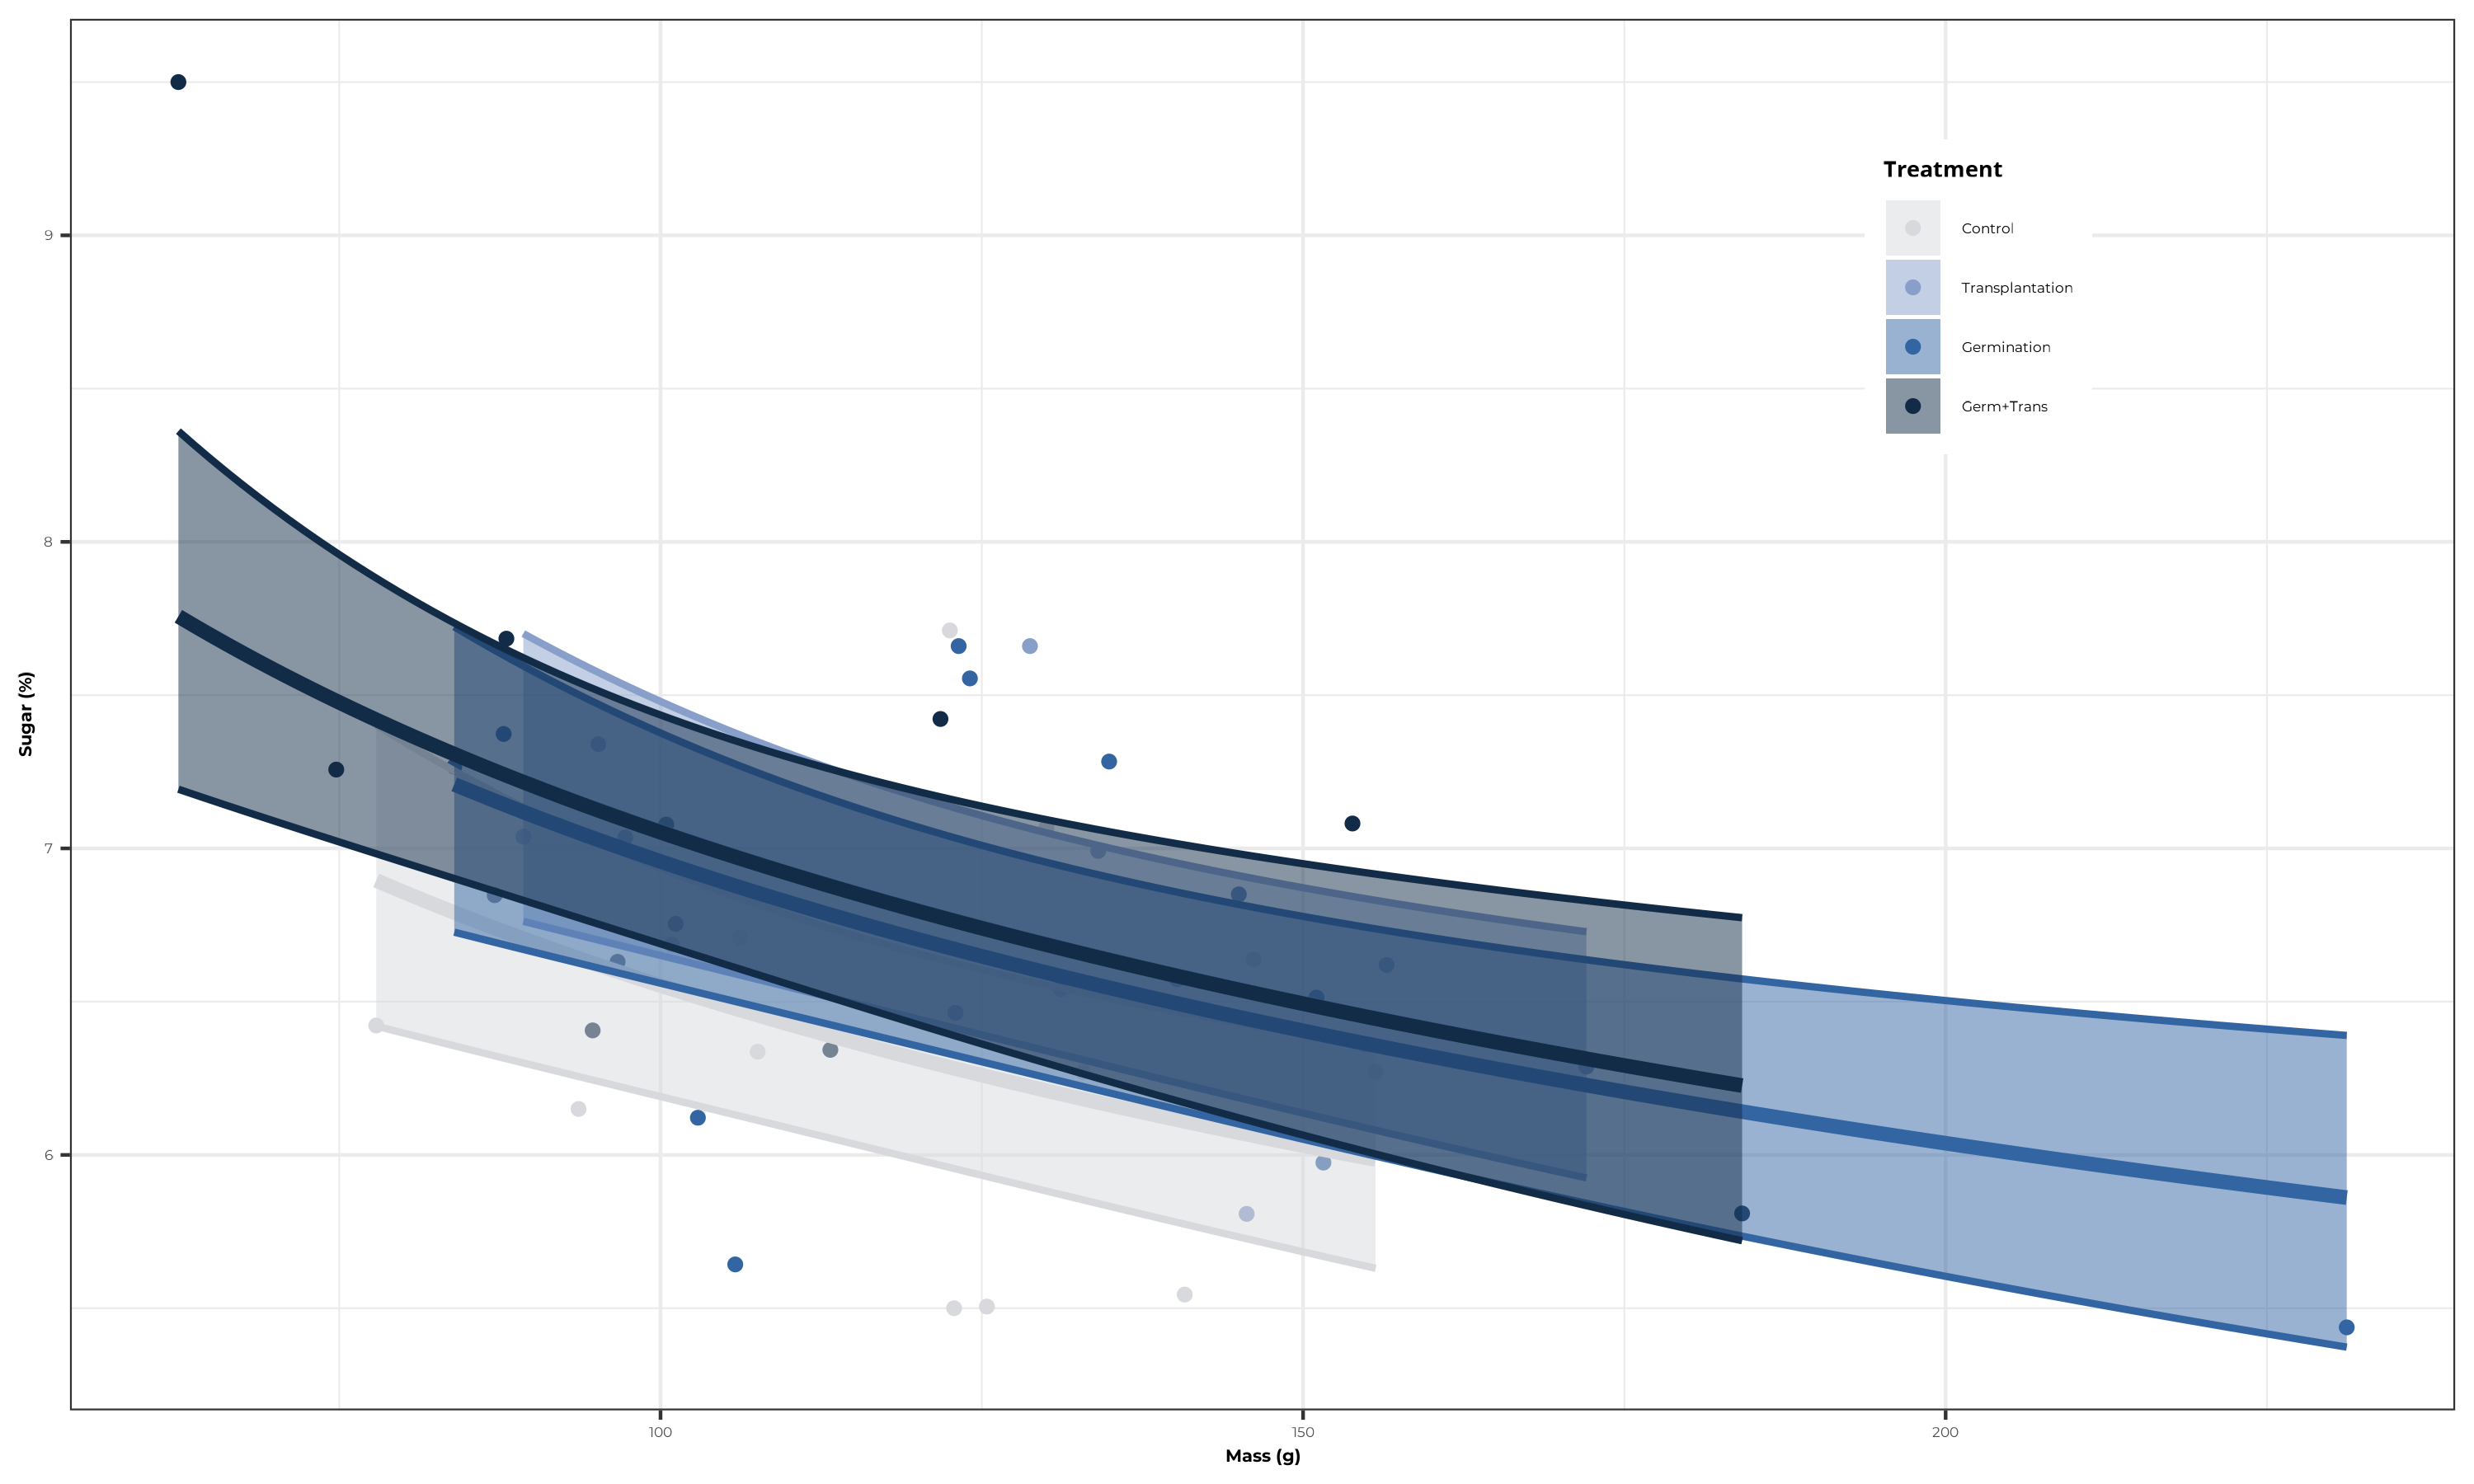 Treatment
Control
Transplantation
Germination
Germ+Trans
9
8
7
6
Sugar (%)
100
150
200
Mass (g)